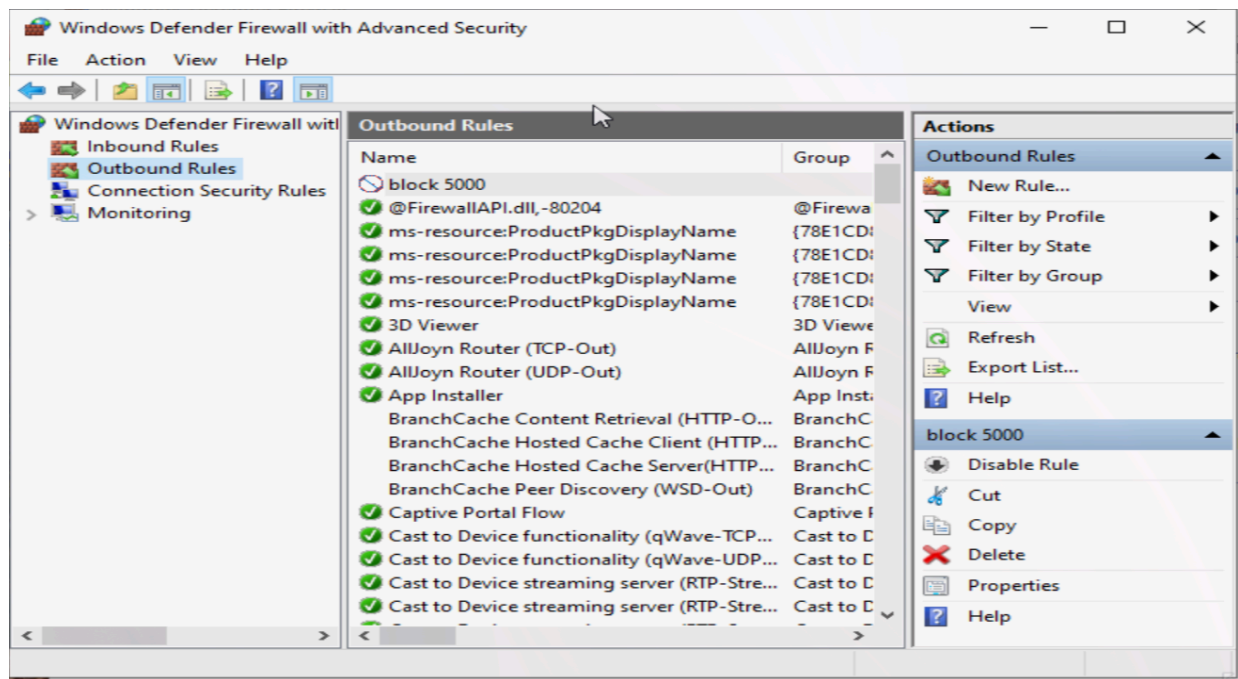 Windows Defender Firewall with Advanced Security
File Action View Help
Windows Defender Firewall witl
Inbound Rules
Outbound Rules
Connection Security Rules
Monitoring
Outbound Rules
Name Group
block 5000
@FirewallAPI.dll,-80204 @Firewa
ms-resource:ProductPkgDisplayName {78E1CD
ms-resource:ProductPkgDisplayName {78E1CD
ms-resource:ProductPkgDisplayName {78E1CD
ms-resource:ProductPkgDisplayName {78E1CD
3D Viewer 3D Viewe
AllJoyn Router (TCP-Out) AllJoyn
AllJoyn Router (UDP-Out) AllJoyn
App Installer App Inst
BranchCache Content Retrieval (HTTP-O... BranchC
BranchCache Hosted Cache Client (HTTP... BranchC
BranchCache Hosted Cache Server(HTTP... BranchC
BranchCache Peer Discovery (WSD-Out) BranchC
Captive Portal Flow Captive
Cast to Device functionality (qWave-TCP... Cast to
Cast to Device functionality (qWave-UDP... Cast to
Cast to Device streaming server (RTP-Stre... Cast to
Cast to Device streaming server (RTP-Stre... Cast to
Actions
Outbound Rules
New Rule...
Filter by Profile
Filter by State
Filter by Group
View
Refresh
Export List...
Help
block 5000
Disable Rule
Cut
Copy
Delete
Properties
Help